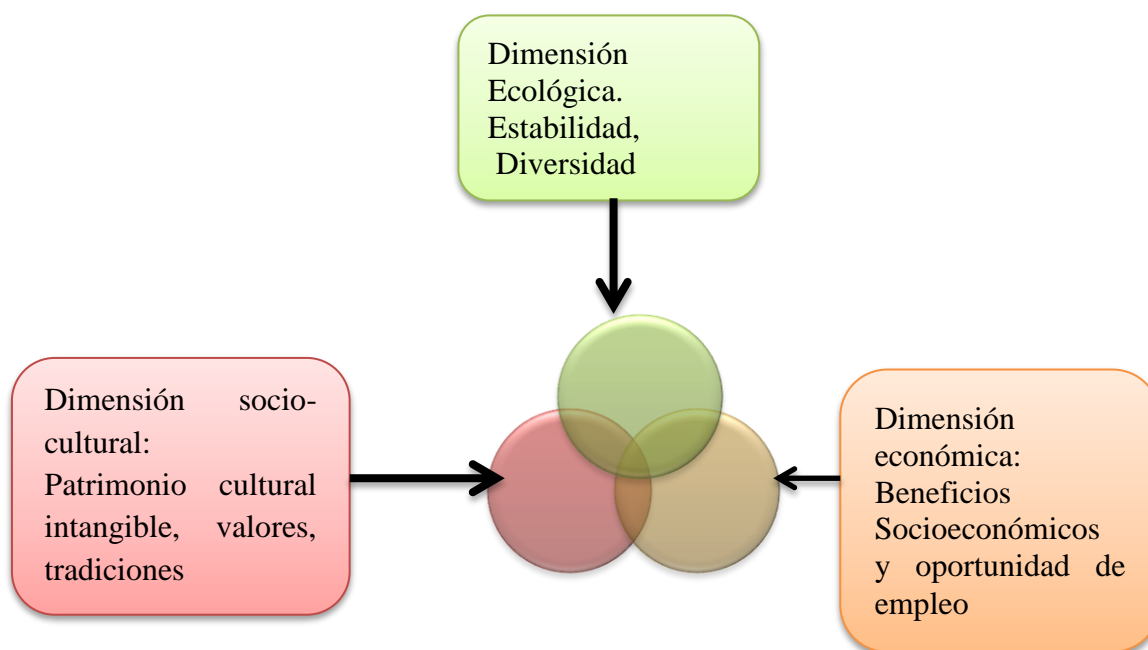 Dimensión
Ecológica.
Estabilidad,
Diversidad
Dimensión socio-
cultural:
Patrimonio cultural
intangible, valores,
tradiciones
Dimensión
económica:
Beneficios
Socioeconómicos
y oportunidad de
empleo